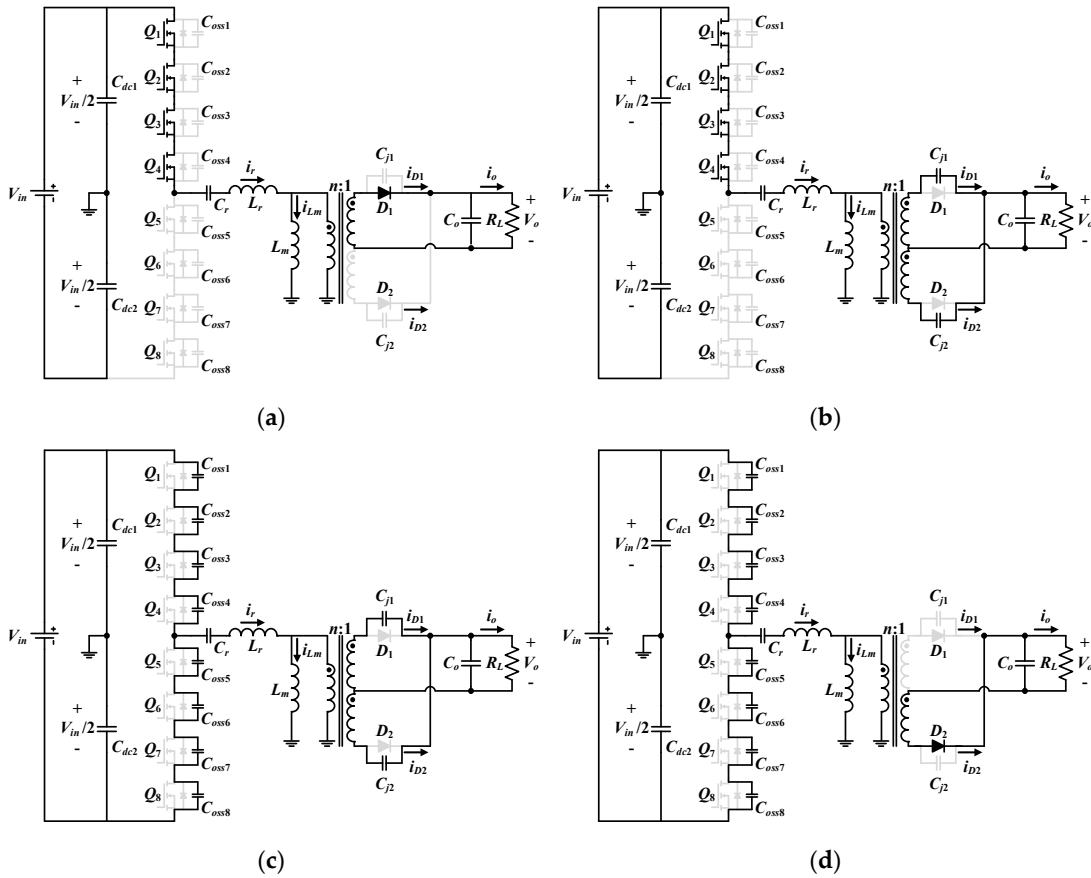 Q1 Coss1
Q2 Coss2
Q3 Coss3
Q4 Coss4
Q5 Coss5
Q6 Coss6
Q7 Coss7
Q8 Coss8
Vin
+ Vin/2 - Cdc1
+ Vin/2 - Cdc2
Cr ir Lr
iLm Lm
n:1
Cj1 iD1 D1
D2 iD2 Cj2
io Co RL + Vo -
(a)
Q1 Coss1
Q2 Coss2
Q3 Coss3
Q4 Coss4
Q5 Coss5
Q6 Coss6
Q7 Coss7
Q8 Coss8
Vin
+ Vin/2 - Cdc1
+ Vin/2 - Cdc2
Cr ir Lr
iLm Lm
n:1
Cj1 iD1 D1
D2 iD2 Cj2
io Co RL + Vo -
(b)
Q1 Coss1
Q2 Coss2
Q3 Coss3
Q4 Coss4
Q5 Coss5
Q6 Coss6
Q7 Coss7
Q8 Coss8
Vin
+ Vin/2 - Cdc1
+ Vin/2 - Cdc2
Cr ir Lr
iLm Lm
n:1
Cj1 iD1 D1
D2 iD2 Cj2
io Co RL + Vo -
(c)
Q1 Coss1
Q2 Coss2
Q3 Coss3
Q4 Coss4
Q5 Coss5
Q6 Coss6
Q7 Coss7
Q8 Coss8
Vin
+ Vin/2 - Cdc1
+ Vin/2 - Cdc2
Cr ir Lr
iLm Lm
n:1
Cj1 iD1 D1
D2 iD2 Cj2
io Co RL + Vo -
(d)